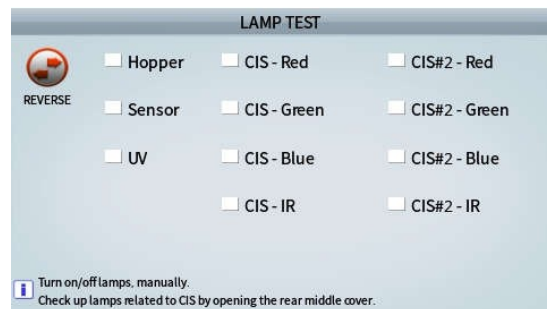 LAMP TEST
REVERSE
Hopper
CIS - Red
CIS#2 - Red
Sensor
CIS - Green
CIS#2 - Green
UV
CIS - Blue
CIS#2 - Blue
CIS - IR
CIS#2 - IR
Turn on/off lamps, manually.
Check up lamps related to CIS by opening the rear middle cover.